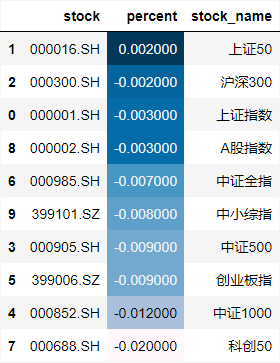 stock percent stock_name
1 000016.SH 0.002000 上证50
2 000300.SH -0.002000 沪深300
0 000001.SH -0.003000 上证指数
8 000002.SH -0.003000 A股指数
6 000985.SH -0.007000 中证全指
9 399101.SZ -0.008000 中小综指
3 000905.SH -0.009000 中证500
5 399006.SZ -0.009000 创业板指
4 000852.SH -0.012000 中证1000
7 000688.SH -0.020000 科创50